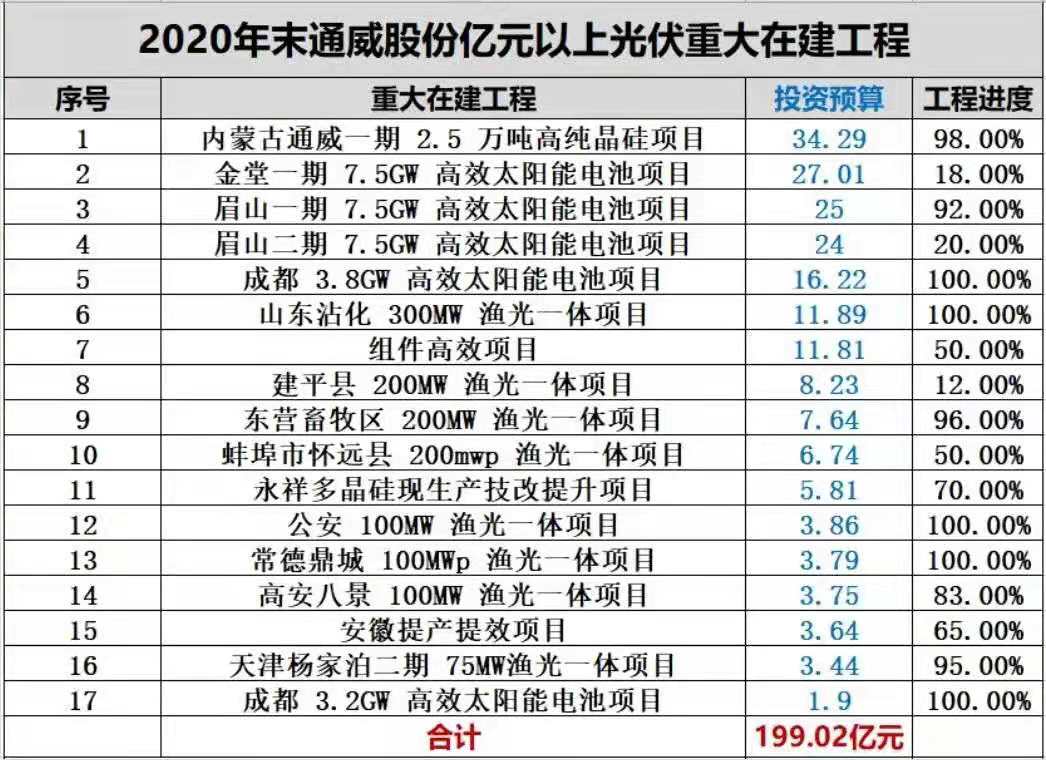 2020年末通威股份亿元以上光伏重大在建工程
序号 重大在建工程 投资预算 工程进度
1 内蒙古通威一期 2.5 万吨高纯晶硅项目 34.29 98.00%
2 金堂一期 7.5GW 高效太阳能电池项目 27.01 18.00%
3 眉山一期 7.5GW 高效太阳能电池项目 25 92.00%
4 眉山二期 7.5GW 高效太阳能电池项目 24 20.00%
5 成都 3.8GW 高效太阳能电池项目 16.22 100.00%
6 山东沾化 300MW 渔光一体项目 11.89 100.00%
7 组件高效项目 11.81 50.00%
8 建平县 200MW 渔光一体项目 8.23 12.00%
9 东营畜牧区 200MW 渔光一体项目 7.64 96.00%
10 蚌埠市怀远县 200mwp 渔光一体项目 6.74 50.00%
11 永祥多晶硅现生产技改提升项目 5.81 70.00%
12 公安 100MW 渔光一体项目 3.86 100.00%
13 常德鼎城 100MWp 渔光一体项目 3.79 100.00%
14 高安八景 100MW 渔光一体项目 3.75 83.00%
15 安徽提产提效项目 3.64 65.00%
16 天津杨家泊二期 75MW渔光一体项目 3.44 95.00%
17 成都 3.2GW 高效太阳能电池项目 1.9 100.00%
合计 199.02亿元